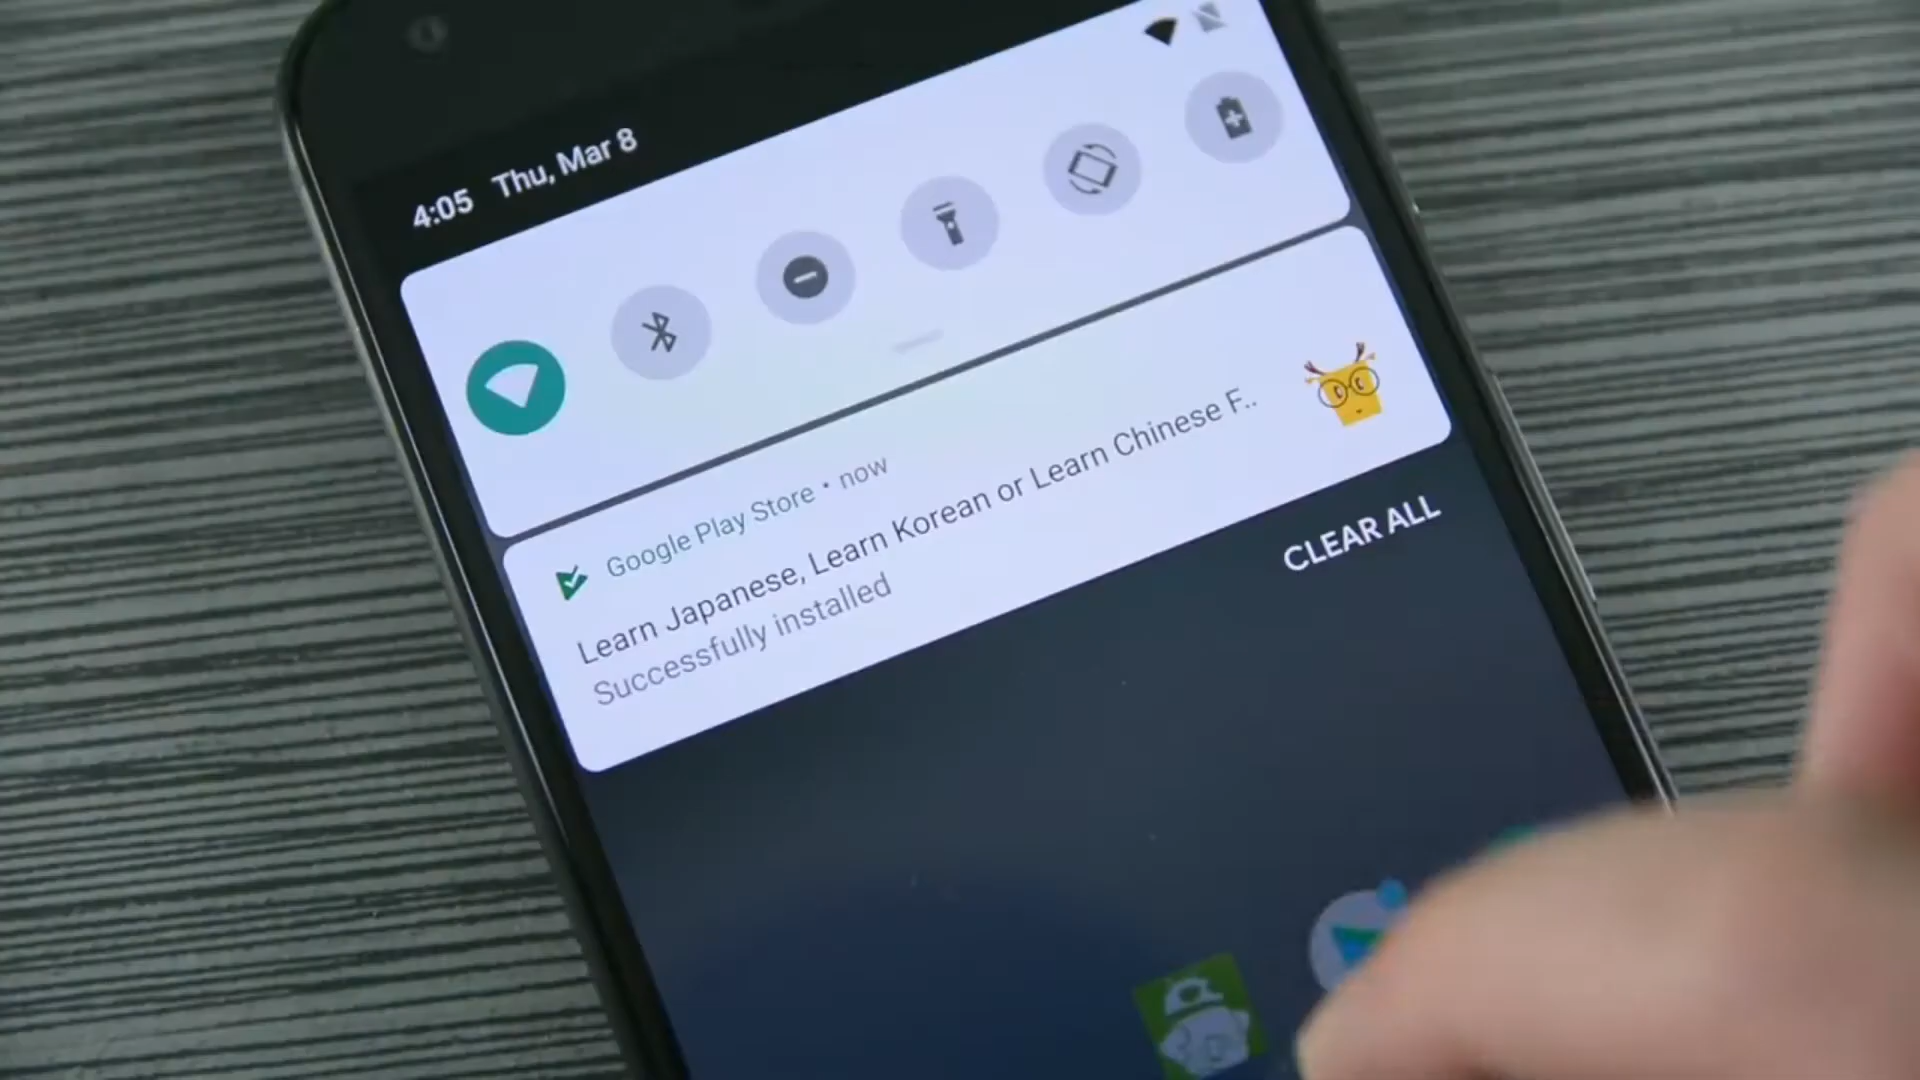 4:05 Thu, Mar 8
Google Play Store • now
Learn Japanese, Learn Korean or Learn Chinese F..
Successfully installed
CLEAR ALL